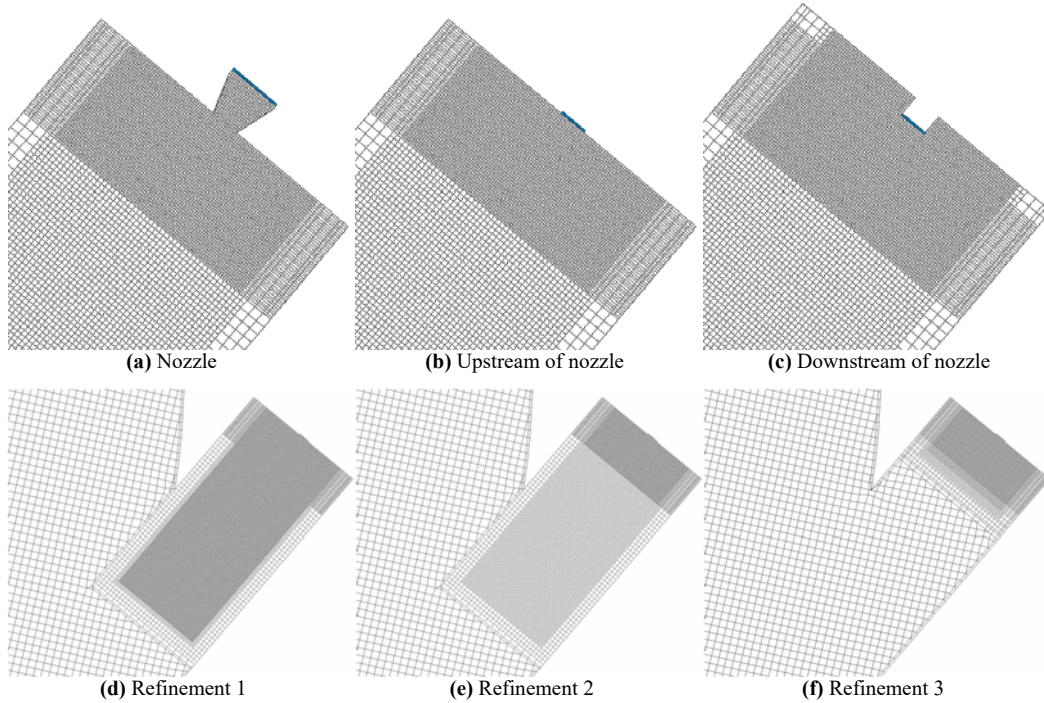 (a) Nozzle
(b) Upstream of nozzle
(c) Downstream of nozzle
(d) Refinement 1
(e) Refinement 2
(f) Refinement 3